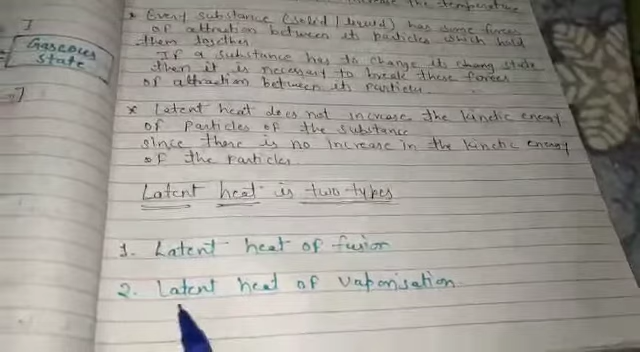 the temperature
* Every substance (solid / liquid) has some forces
of attraction between its particles which hold
them together
If a substance has to change its chang state
then it is necessary to break these forces
of attraction between its particles.
* Latent heat does not increase the kinetic energy
of particles of the substance
since there is no increase in the kinetic energy
of the particles.
Latent heat is two types
1. Latent heat of fusion
2. Latent heat of vaporisation
Gaseous
state